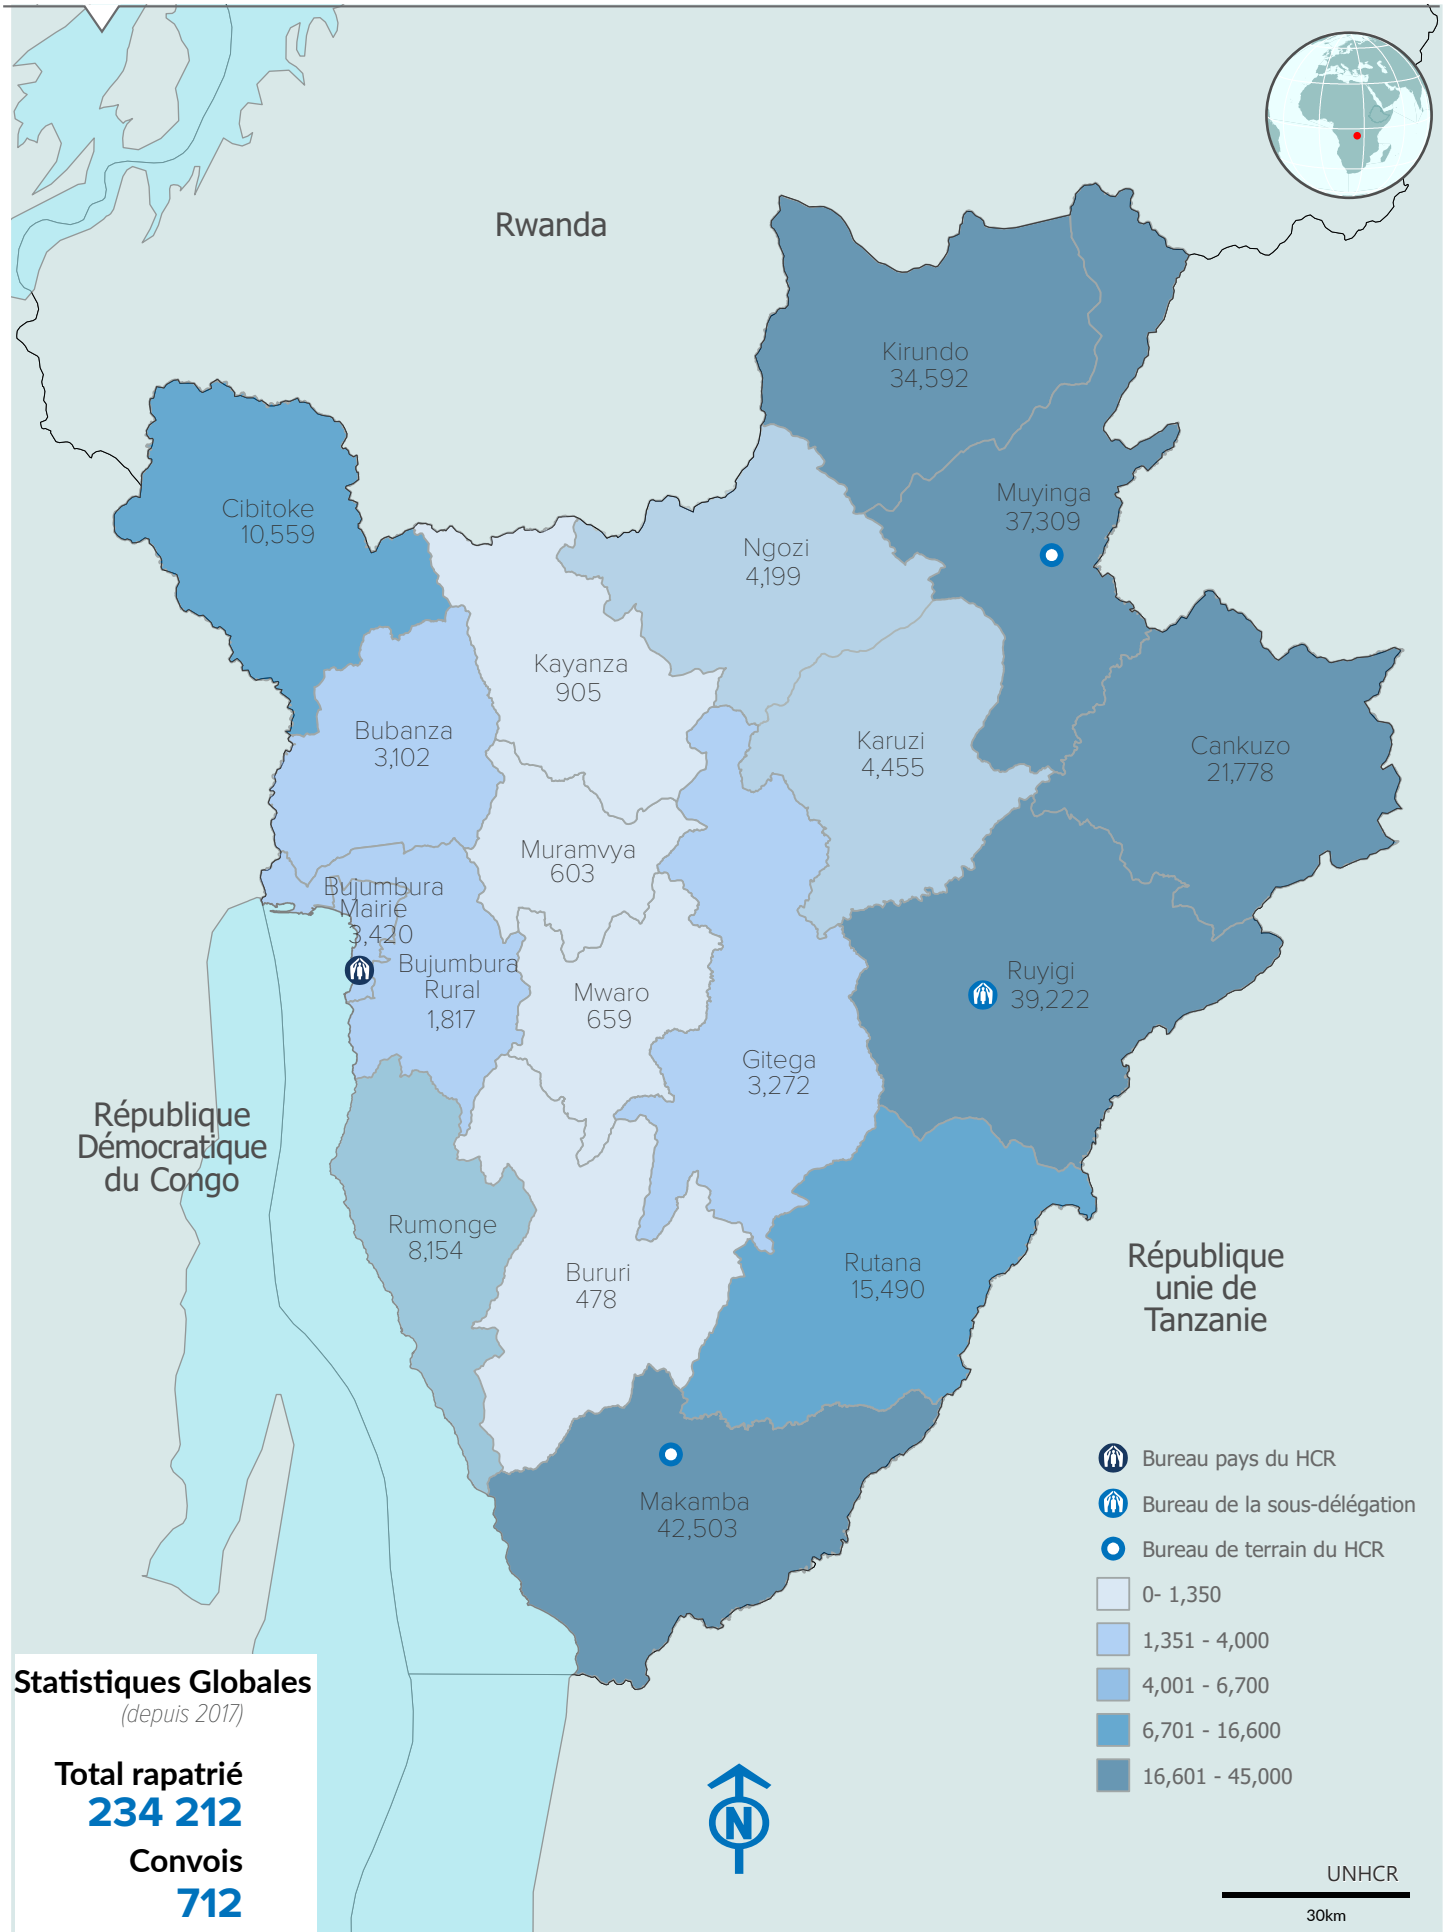 Rwanda
Kirundo
34,592
Muyinga
37,309
Cibitoke
10,559
Ngozi
4,199
Kayanza
905
Bubanza
3,102
Karuzi
4,455
Cankuzo
21,778
Muramvya
603
Bujumbura
Mairie
3,420
Bujumbura
Rural
1,817
Mwaro
659
Ruyigi
39,222
Gitega
3,272
République
Démocratique
du Congo
Rumonge
8,154
Bururi
478
Rutana
15,490
République
unie de
Tanzanie
Makamba
42,503
Bureau pays du HCR
Bureau de la sous-délégation
Bureau de terrain du HCR
0- 1,350
1,351 - 4,000
4,001 - 6,700
6,701 - 16,600
16,601 - 45,000
Statistiques Globales
(depuis 2017)
Total rapatrié
234 212
Convois
712
N
UNHCR
30km